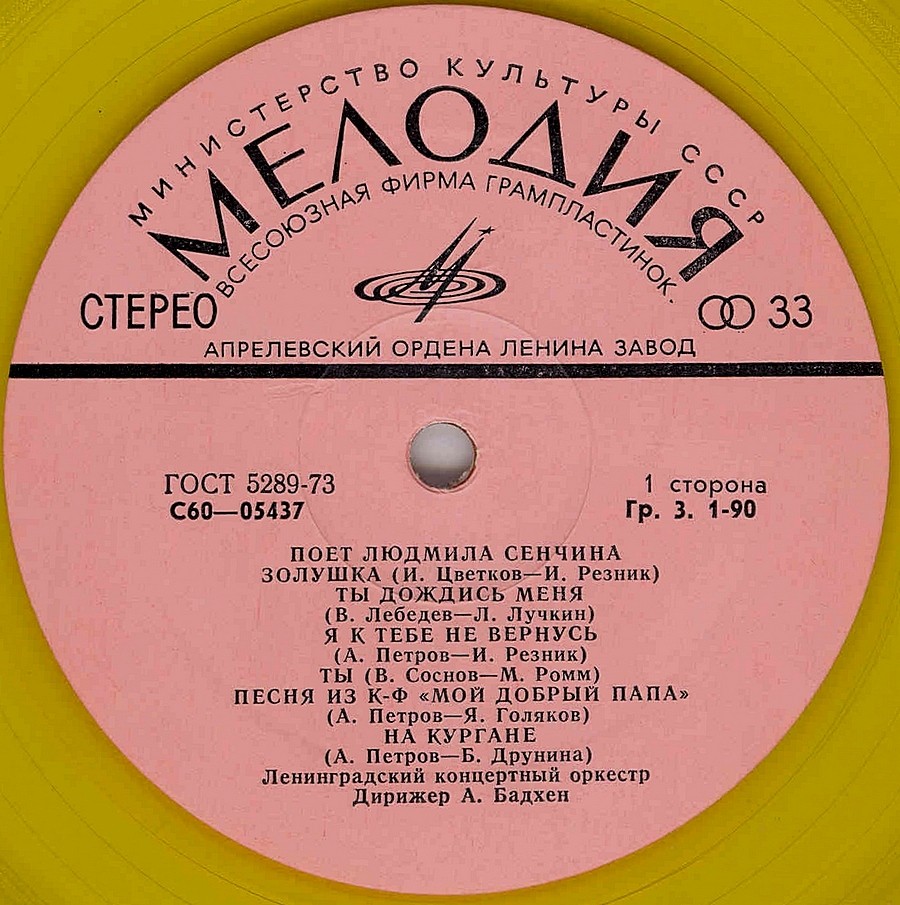 МИНИСТЕРСТВО КУЛЬТУРЫ СССР
МЕЛОДИЯ
ВСЕСОЮЗНАЯ ФИРМА ГРАМПЛАСТИНОК.
СТЕРЕО
33
АПРЕЛЕВСКИЙ ОРДЕНА ЛЕНИНА ЗАВОД
ГОСТ 5289-73
1 сторона
С60—05437
Гр. 3. 1-90
ПОЕТ ЛЮДМИЛА СЕНЧИНА
ЗОЛУШКА (И. Цветков—И. Резник)
ТЫ ДОЖДИСЬ МЕНЯ
(В. Лебедев—Л. Лучкин)
Я К ТЕБЕ НЕ ВЕРНУСЬ
(А. Петров—И. Резник)
ТЫ (В. Соснов—М. Ромм)
ПЕСНЯ ИЗ К-Ф «МОЙ ДОБРЫЙ ПАПА»
(А. Петров—Я. Голяков)
НА КУРГАНЕ
(А. Петров—Б. Друнина)
Ленинградский концертный оркестр
Дирижер А. Бадхен